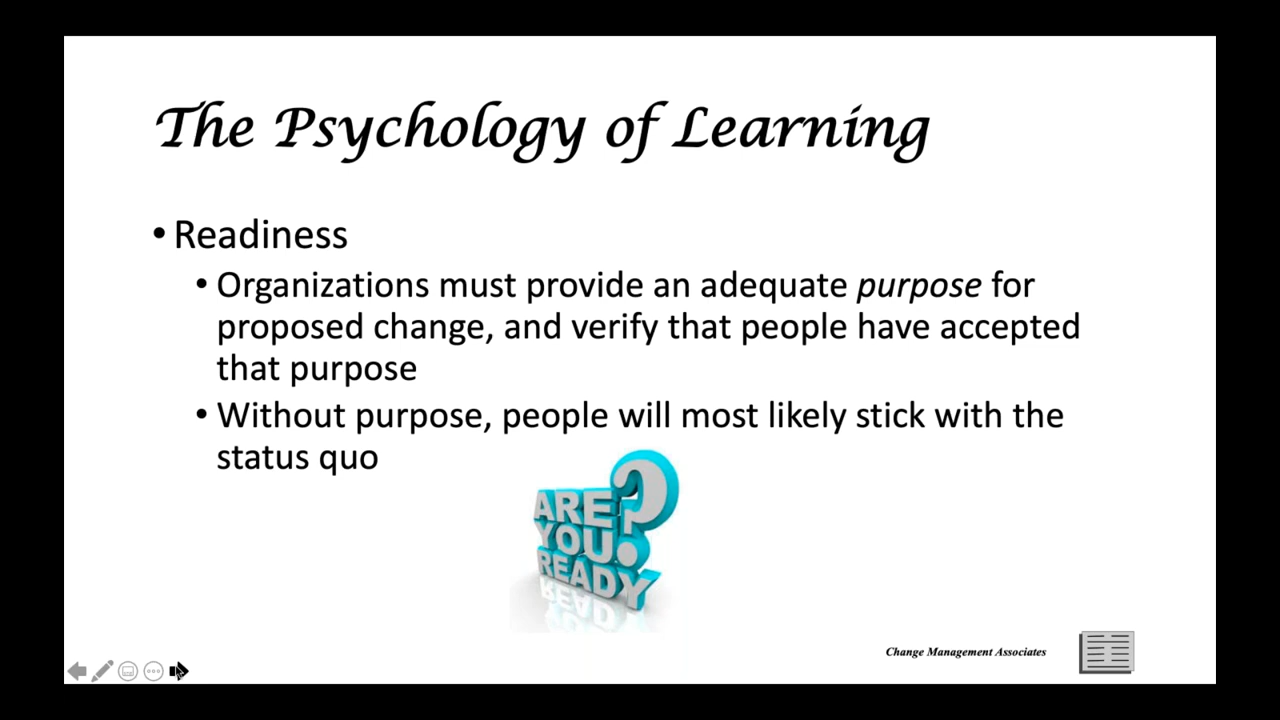 The Psychology of Learning
• Readiness
• Organizations must provide an adequate purpose for
proposed change, and verify that people have accepted
that purpose
• Without purpose, people will most likely stick with the
status quo
ARE
YOU
READY?
Change Management Associates